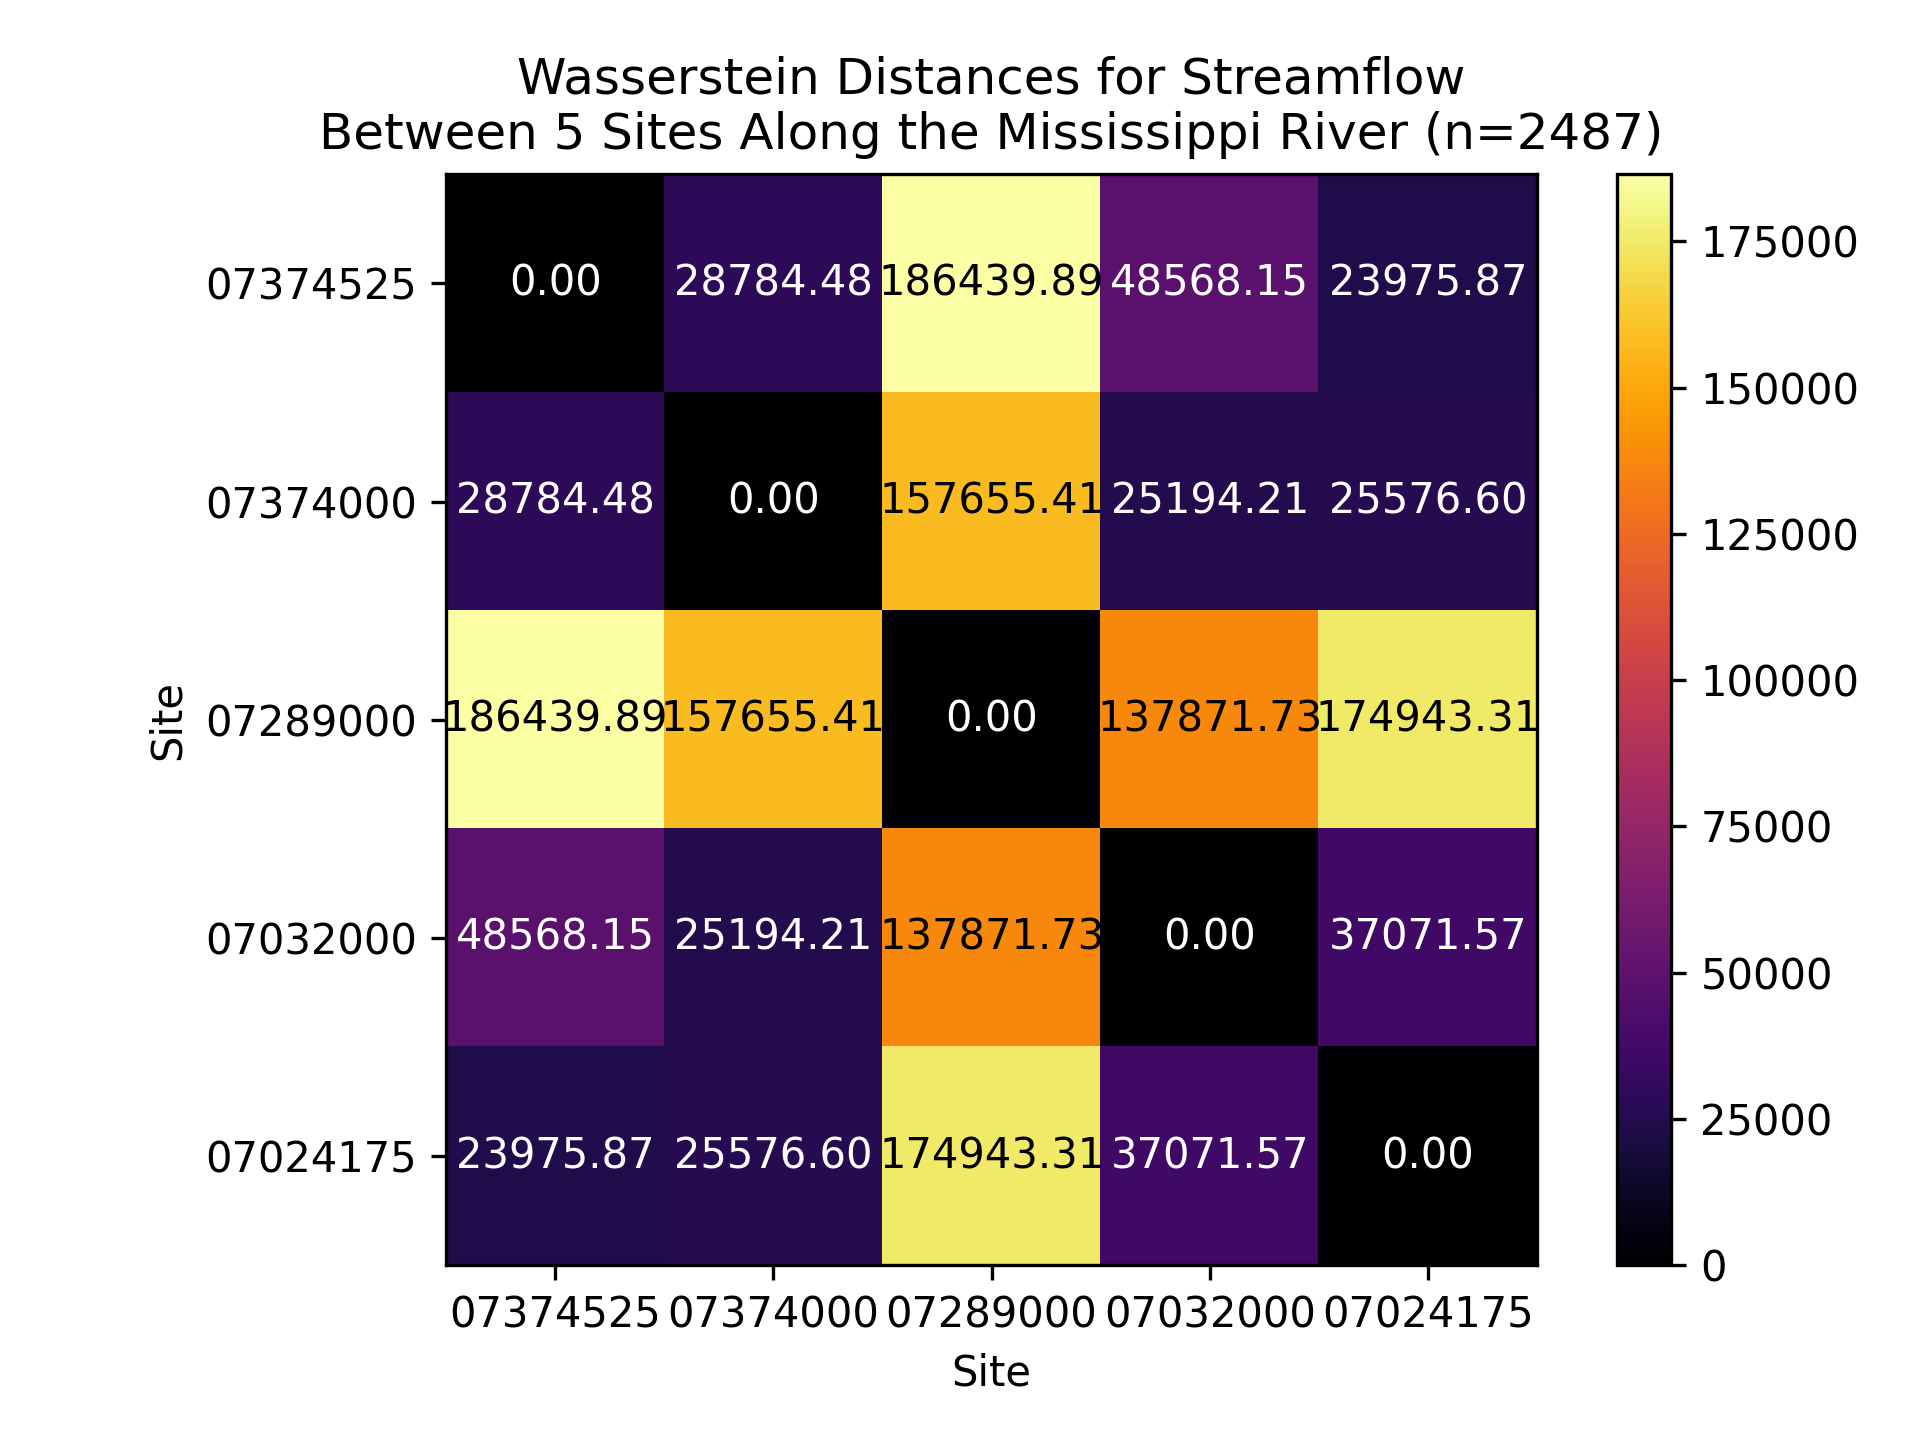 Wasserstein Distances for Streamflow
Between 5 Sites Along the Mississippi River (n=2487)
175000
07374525 0.00 28784.48 186439.89 48568.15 23975.87
150000
07374000 28784.48 0.00 157655.41 25194.21 25576.60
125000
100000
Site
07289000 186439.89 157655.41 0.00 137871.73 174943.31
75000
07032000 48568.15 25194.21 137871.73 0.00 37071.57
50000
25000
07024175 23975.87 25576.60 174943.31 37071.57 0.00
0
07374525 07374000 07289000 07032000 07024175
Site